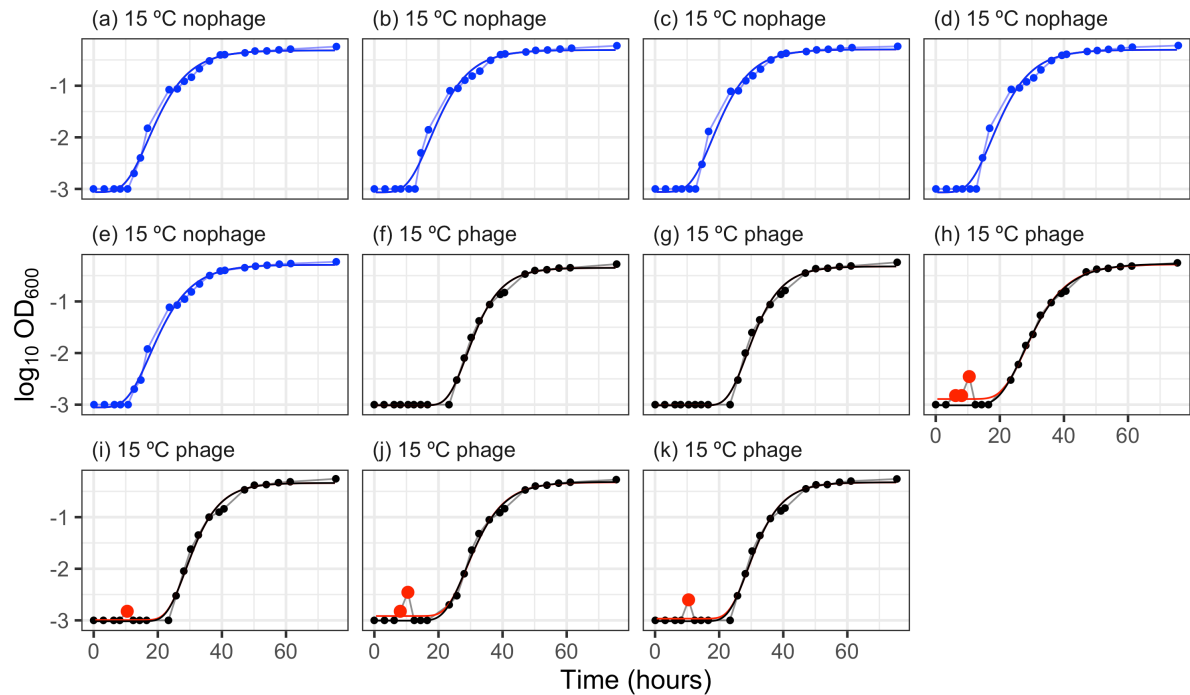 (a) 15 ºC nophage
(b) 15 ºC nophage
(c) 15 ºC nophage
(d) 15 ºC nophage
-1
-2
-3
(e) 15 ºC nophage
(f) 15 ºC phage
(g) 15 ºC phage
(h) 15 ºC phage
-1
-2
-3
0 20 40 60
(i) 15 ºC phage
(j) 15 ºC phage
(k) 15 ºC phage
-1
-2
-3
0 20 40 60
0 20 40 60
0 20 40 60
log₁₀ OD₆₀₀
Time (hours)